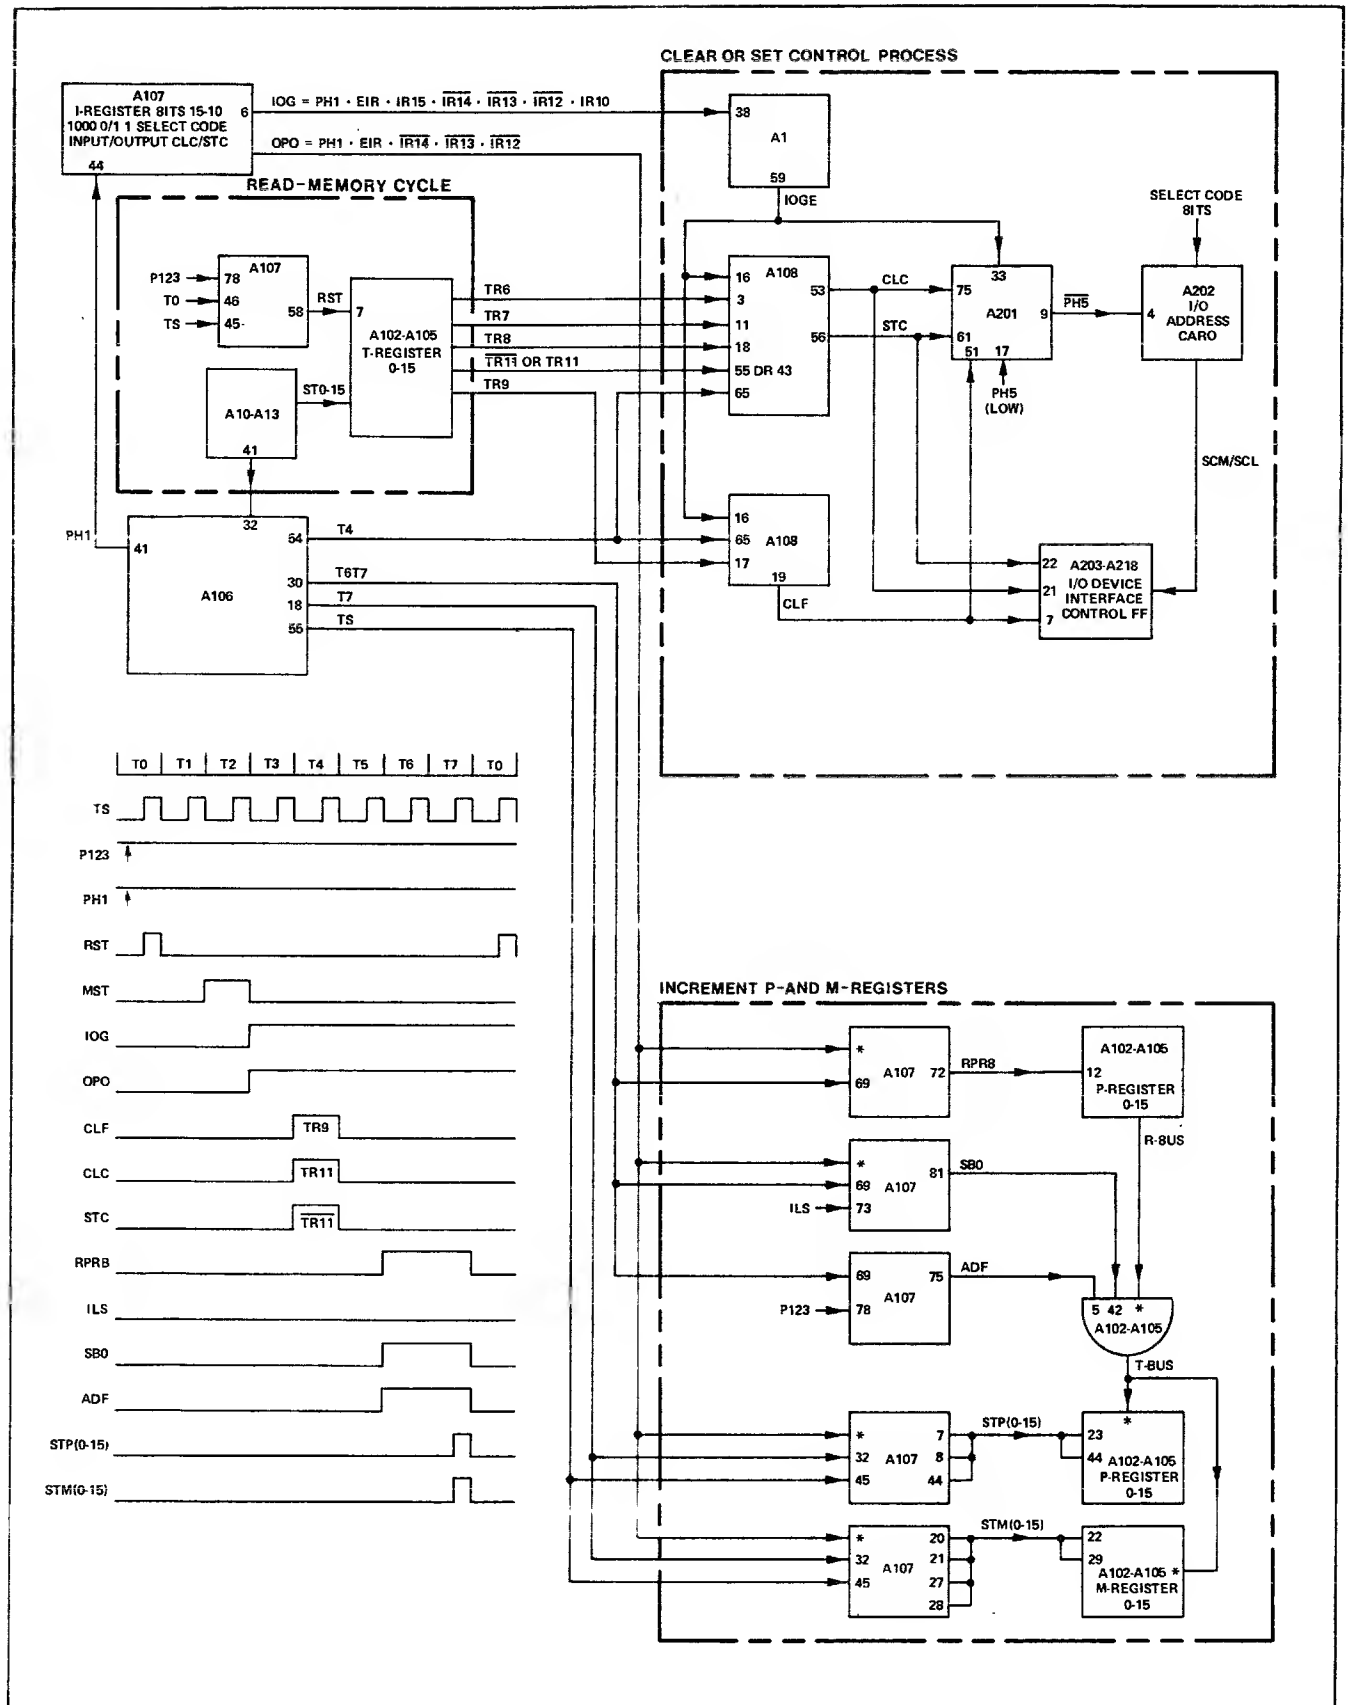 CLEAR OR SET CONTROL PROCESS
A107
I-REGISTER 8ITS 15-10
1000 0/1 1 SELECT CODE
INPUT/OUTPUT CLC/STC
6
44
IOG = PH1 · EIR · IR15 · IR14 · IR13 · IR12 · IR10
OPO = PH1 · EIR · IR14 · IR13 · IR12
38
A1
59
IOGE
READ-MEMORY CYCLE
SELECT CODE
8ITS
P123
T0
TS
78
46
45
A107
58
RST
7
A102-A105
T-REGISTER
0-15
A10-A13
41
ST0-15
TR6
TR7
TR8
TR11 OR TR11
TR9
16
3
11
18
55 DR 43
65
A108
53
56
CLC
STC
33
75
61
51
17
A201
9
PH5
(LOW)
PH5
4
A202
I/O
ADDRESS
CARO
SCM/SCL
PH1
41
32
A106
54
30
18
55
T4
T6T7
T7
TS
16
65
17
A108
19
CLF
22
21
7
A203-A218
I/O DEVICE
INTERFACE
CONTROL FF
T0 T1 T2 T3 T4 T5 T6 T7 T0
TS
P123
PH1
RST
MST
IOG
OPO
CLF
TR9
CLC
TR11
STC
TR11
RPRB
ILS
SB0
ADF
STP(0-15)
STM(0-15)
INCREMENT P-AND M-REGISTERS
*
69
A107
72
RPR8
A102-A105
12
P-REGISTER
0-15
R-8US
*
69
73
ILS
A107
81
SB0
69
78
P123
A107
75
ADF
5 42 *
A102-A105
T-BUS
*
32
45
A107
7
8
44
STP(0-15)
*
23
44
A102-A105
P-REGISTER
0-15
*
32
45
A107
20
21
27
28
STM(0-15)
22
29
A102-A105 *
M-REGISTER
0-15